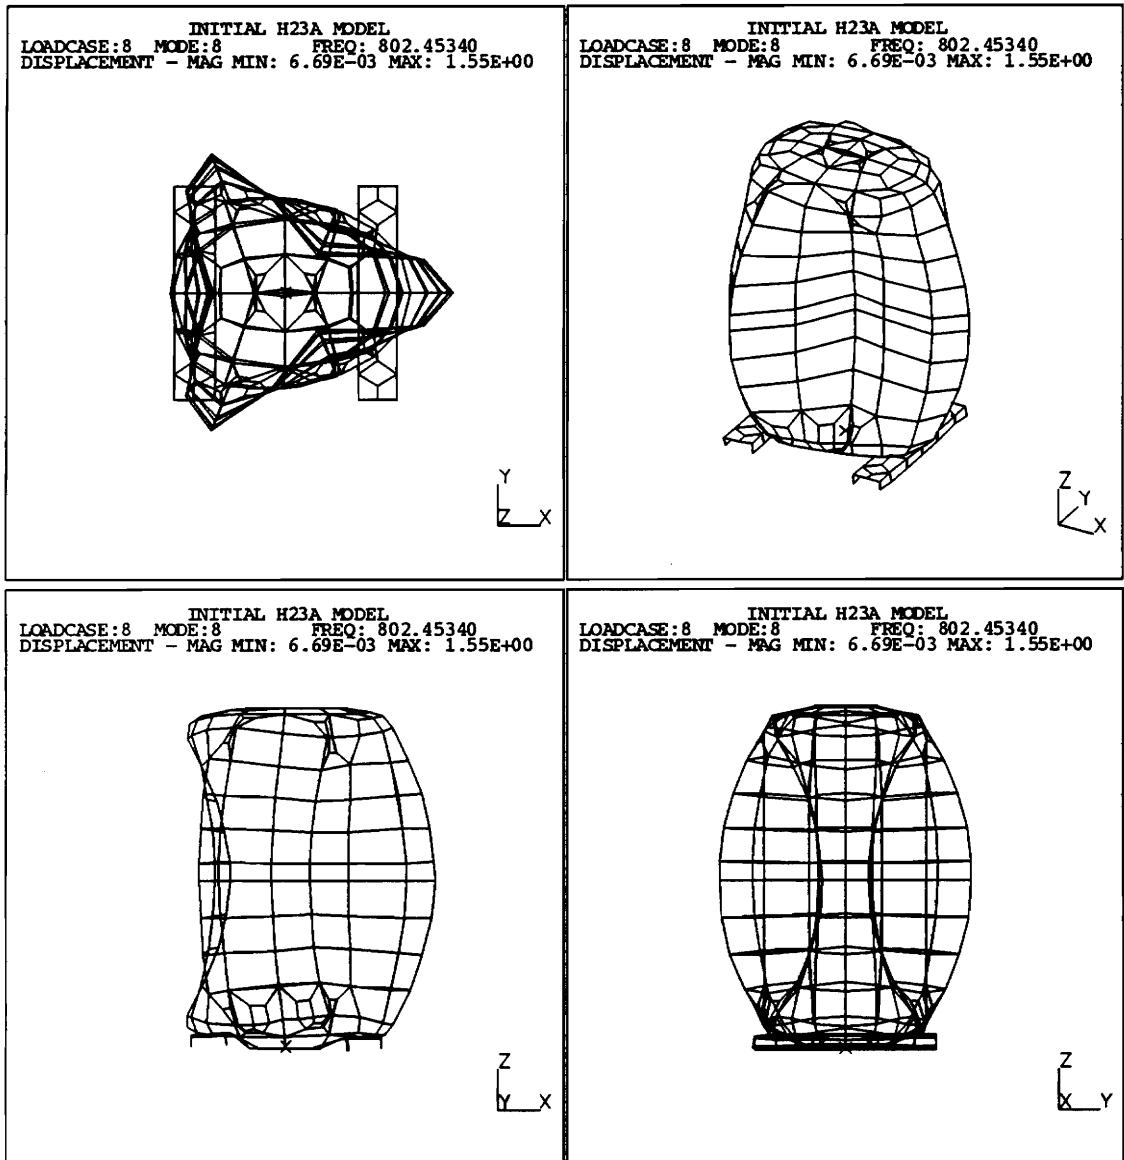 INITIAL H23A MODEL
LOADCASE:8 MODE:8 FREQ: 802.45340
DISPLACEMENT - MAG MIN: 6.69E-03 MAX: 1.55E+00
Y
Z X
INITIAL H23A MODEL
LOADCASE:8 MODE:8 FREQ: 802.45340
DISPLACEMENT - MAG MIN: 6.69E-03 MAX: 1.55E+00
Z
Y
X
INITIAL H23A MODEL
LOADCASE:8 MODE:8 FREQ: 802.45340
DISPLACEMENT - MAG MIN: 6.69E-03 MAX: 1.55E+00
Z
Y X
INITIAL H23A MODEL
LOADCASE:8 MODE:8 FREQ: 802.45340
DISPLACEMENT - MAG MIN: 6.69E-03 MAX: 1.55E+00
Z
X Y